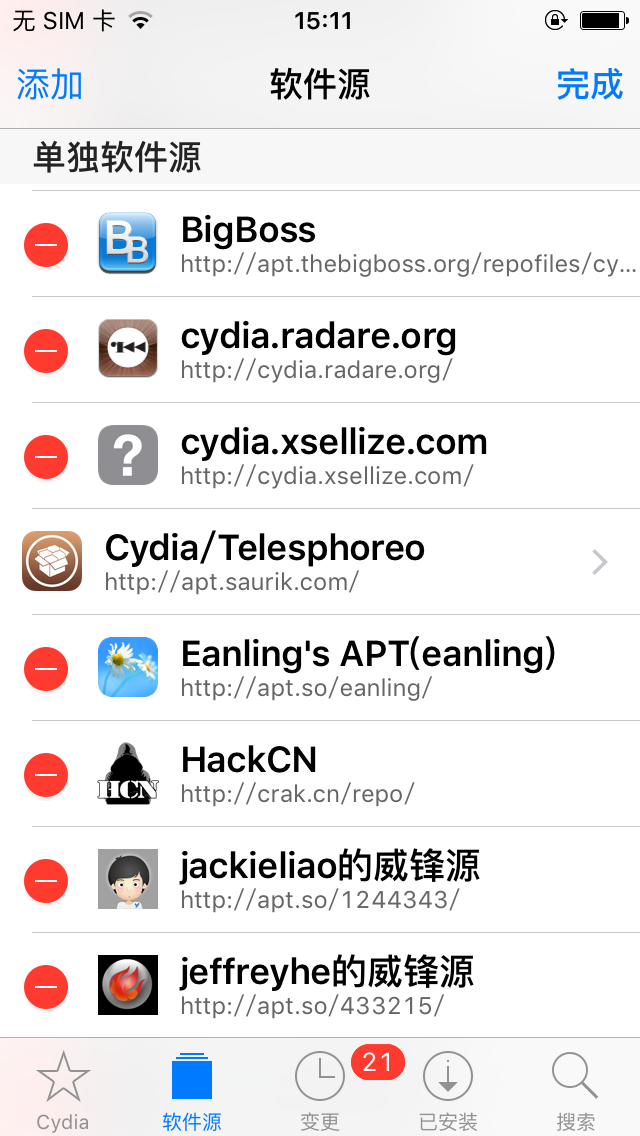 无 SIM 卡
15:11
添加
软件源
完成
单独软件源
BigBoss
http://apt.thebigboss.org/repofiles/cy...
cydia.radare.org
http://cydia.radare.org/
cydia.xsellize.com
http://cydia.xsellize.com/
Cydia/Telesphoreo
http://apt.saurik.com/
Eanling's APT(eanling)
http://apt.so/eanling/
HCN
HackCN
http://crak.cn/repo/
jackieliao的威锋源
http://apt.so/1244343/
jeffreyhe的威锋源
http://apt.so/433215/
21
Cydia
软件源
变更
已安装
搜索